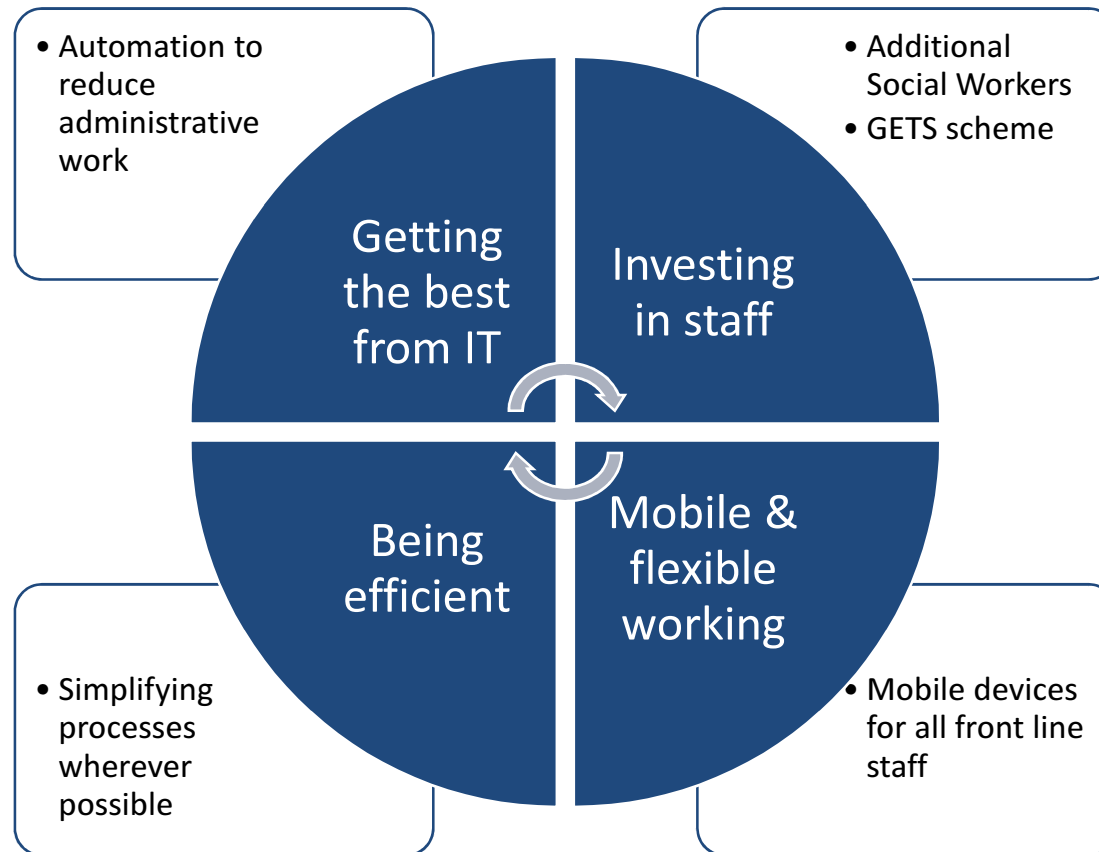 • Automation to
reduce
administrative
work
• Additional
Social Workers
• GETS scheme
Getting
the best
from IT
Investing
in staff
Being
efficient
Mobile &
flexible
working
• Simplifying
processes
wherever
possible
• Mobile devices
for all front line
staff